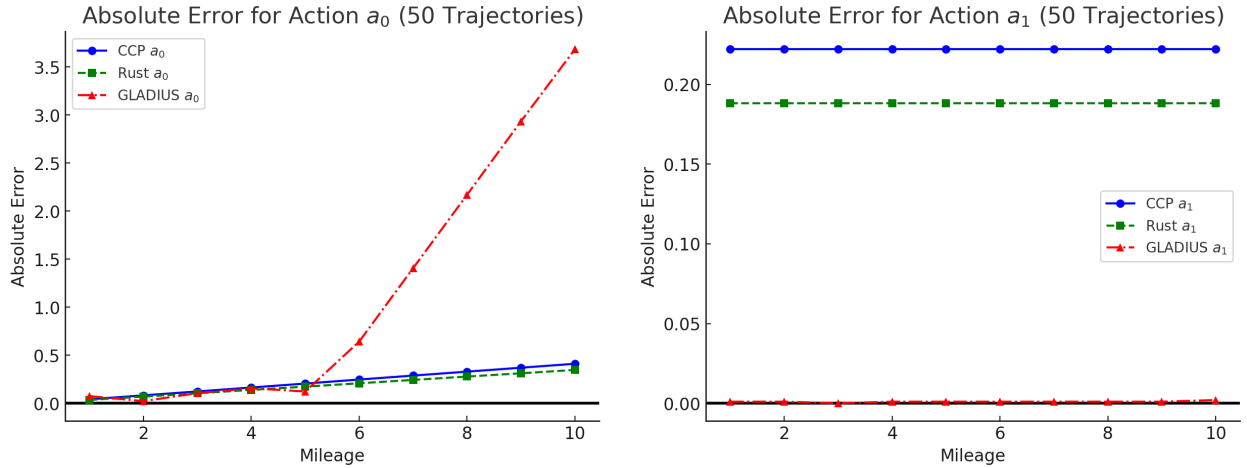 Absolute Error for Action a₀ (50 Trajectories)
CCP a₀
Rust a₀
GLADIUS a₀
Absolute Error
3.5
3.0
2.5
2.0
1.5
1.0
0.5
0.0
2 4 6 8 10
Mileage
Absolute Error for Action a₁ (50 Trajectories)
Absolute Error
0.20
0.15
0.10
0.05
0.00
CCP a₁
Rust a₁
GLADIUS a₁
2 4 6 8 10
Mileage